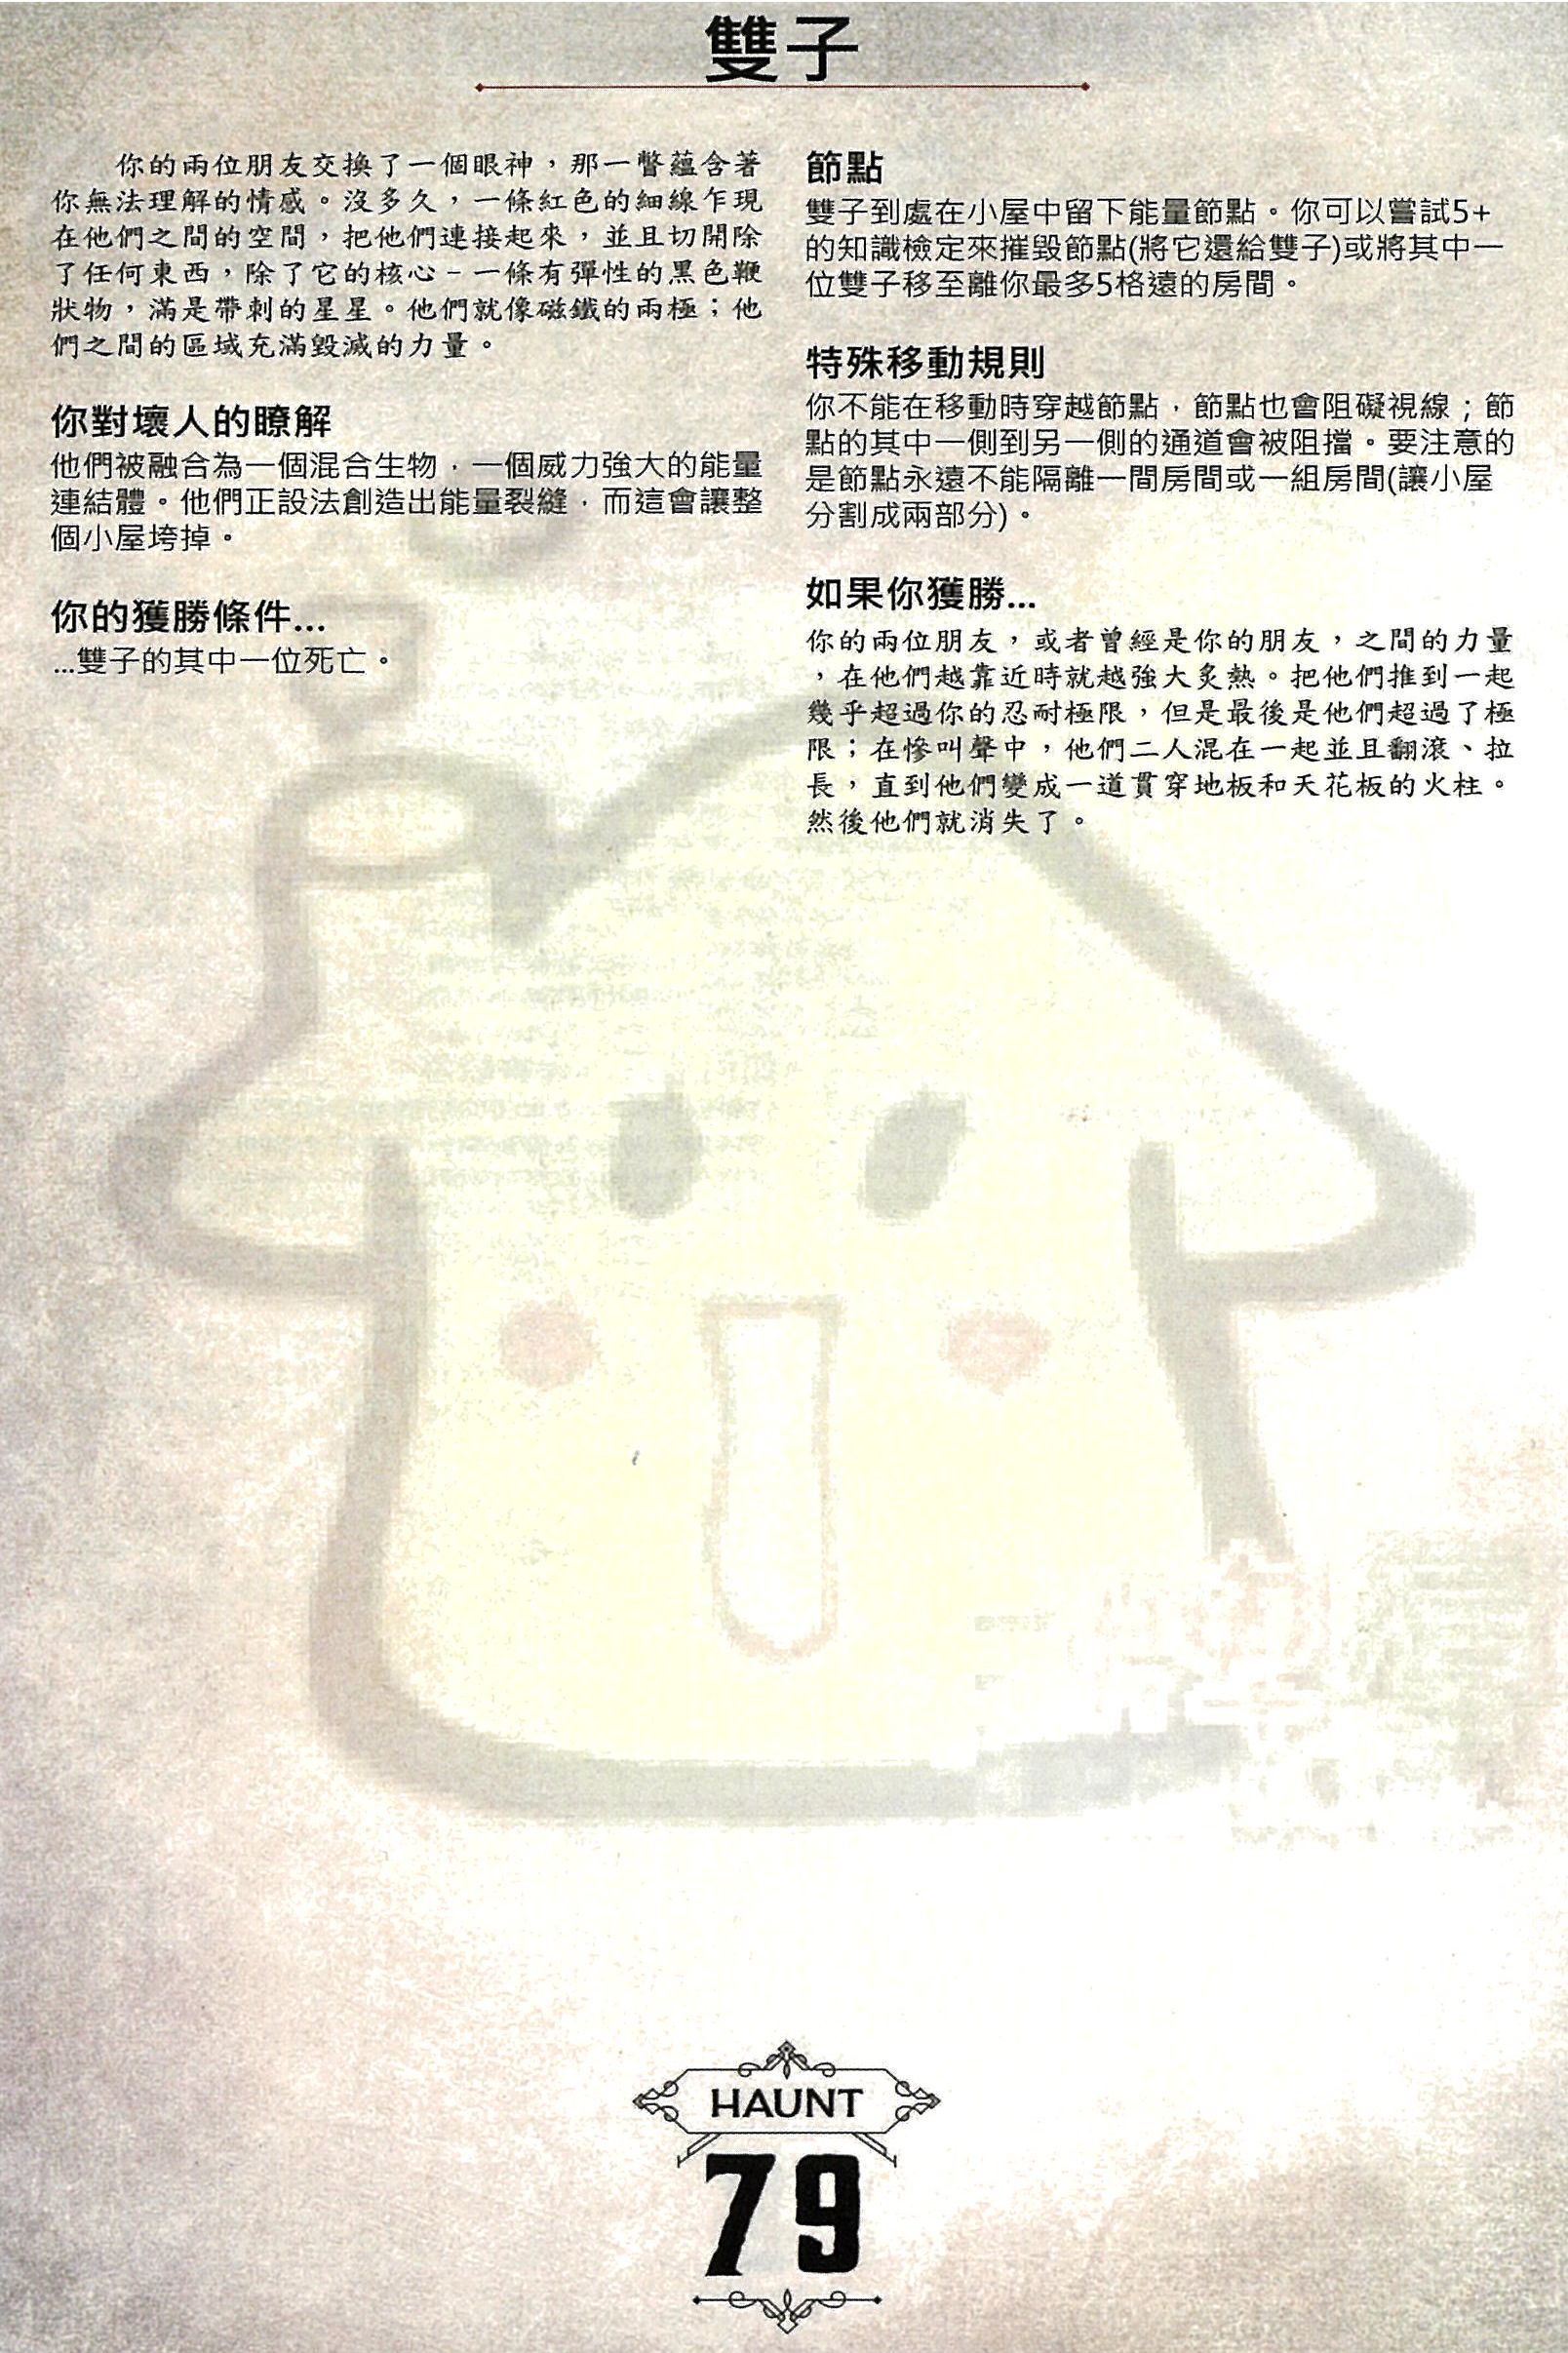 雙子
你的兩位朋友交換了一個眼神，那一瞥蘊含著
你無法理解的情感。沒多久，一條紅色的細線乍現
在他們之間的空間，把他們連接起來，並且切開除
了任何東西，除了它的核心－一條有彈性的黑色鞭
狀物，滿是帶刺的星星。他們就像磁鐵的兩極；他
們之間的區域充滿毀滅的力量。
你對壞人的瞭解
他們被融合為一個混合生物，一個威力強大的能量
連結體。他們正設法創造出能量裂縫，而這會讓整
個小屋垮掉。
你的獲勝條件...
...雙子的其中一位死亡。
節點
雙子到處在小屋中留下能量節點。你可以嘗試5+
的知識檢定來摧毀節點(將它還給雙子)或將其中一
位雙子移至離你最多5格遠的房間。
特殊移動規則
你不能在移動時穿越節點，節點也會阻礙視線；節
點的其中一側到另一側的通道會被阻擋。要注意的
是節點永遠不能隔離一間房間或一組房間(讓小屋
分割成兩部分)。
如果你獲勝...
你的兩位朋友，或者曾經是你的朋友，之間的力量
，在他們越靠近時就越強大炙熱。把他們推到一起
幾乎超過你的忍耐極限，但是最後是他們超過了極
限；在慘叫聲中，他們二人混在一起並且翻滾、拉
長，直到他們變成一道貫穿地板和天花板的火柱。
然後他們就消失了。
HAUNT
79